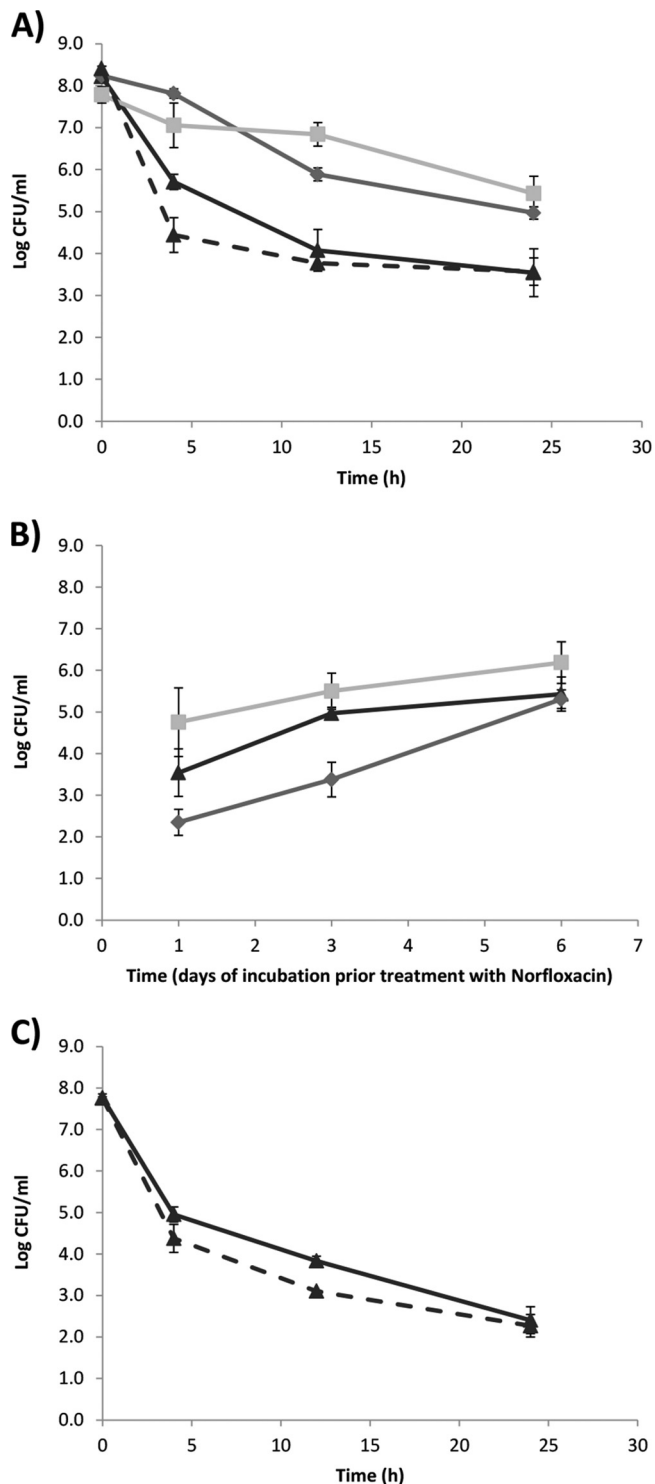 A)
9.0
8.0
7.0
6.0
5.0
4.0
3.0
2.0
1.0
0.0
Log CFU/ml
0 5 10 15 20 25 30
Time (h)
B)
9.0
8.0
7.0
6.0
5.0
4.0
3.0
2.0
1.0
0.0
Log CFU/ml
0 1 2 3 4 5 6 7
Time (days of incubation prior treatment with Norfloxacin)
C)
9.0
8.0
7.0
6.0
5.0
4.0
3.0
2.0
1.0
0.0
Log CFU/ml
0 5 10 15 20 25 30
Time (h)